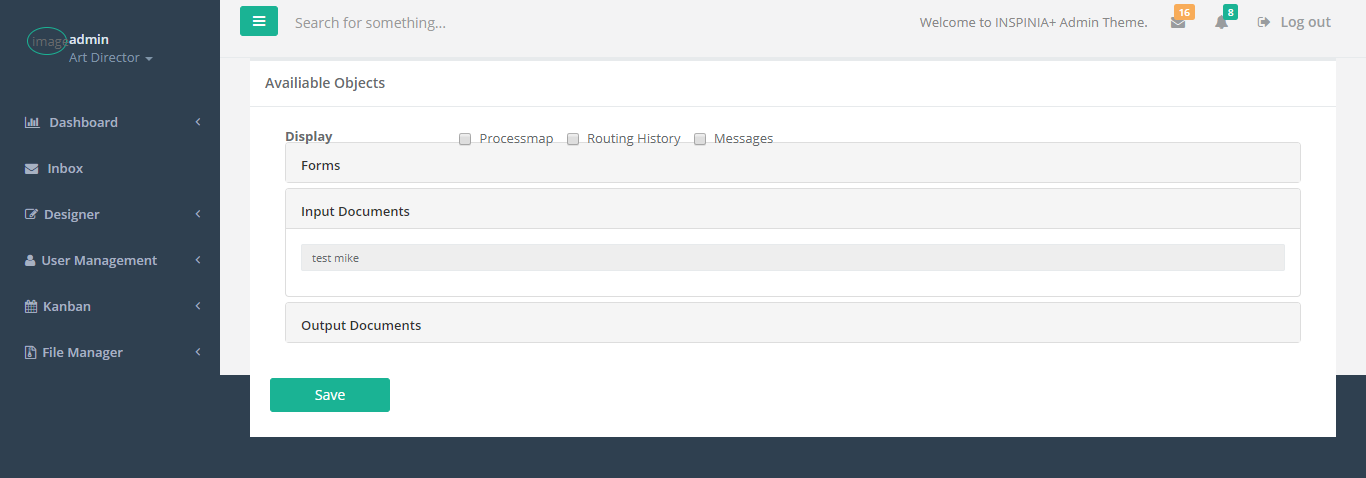 image
admin
Art Director
Dashboard
Inbox
Designer
User Management
Kanban
File Manager
Search for something...
Welcome to INSPINIA+ Admin Theme.
16
8
Log out
Availiable Objects
Display
Processmap
Routing History
Messages
Forms
Input Documents
test mike
Output Documents
Save